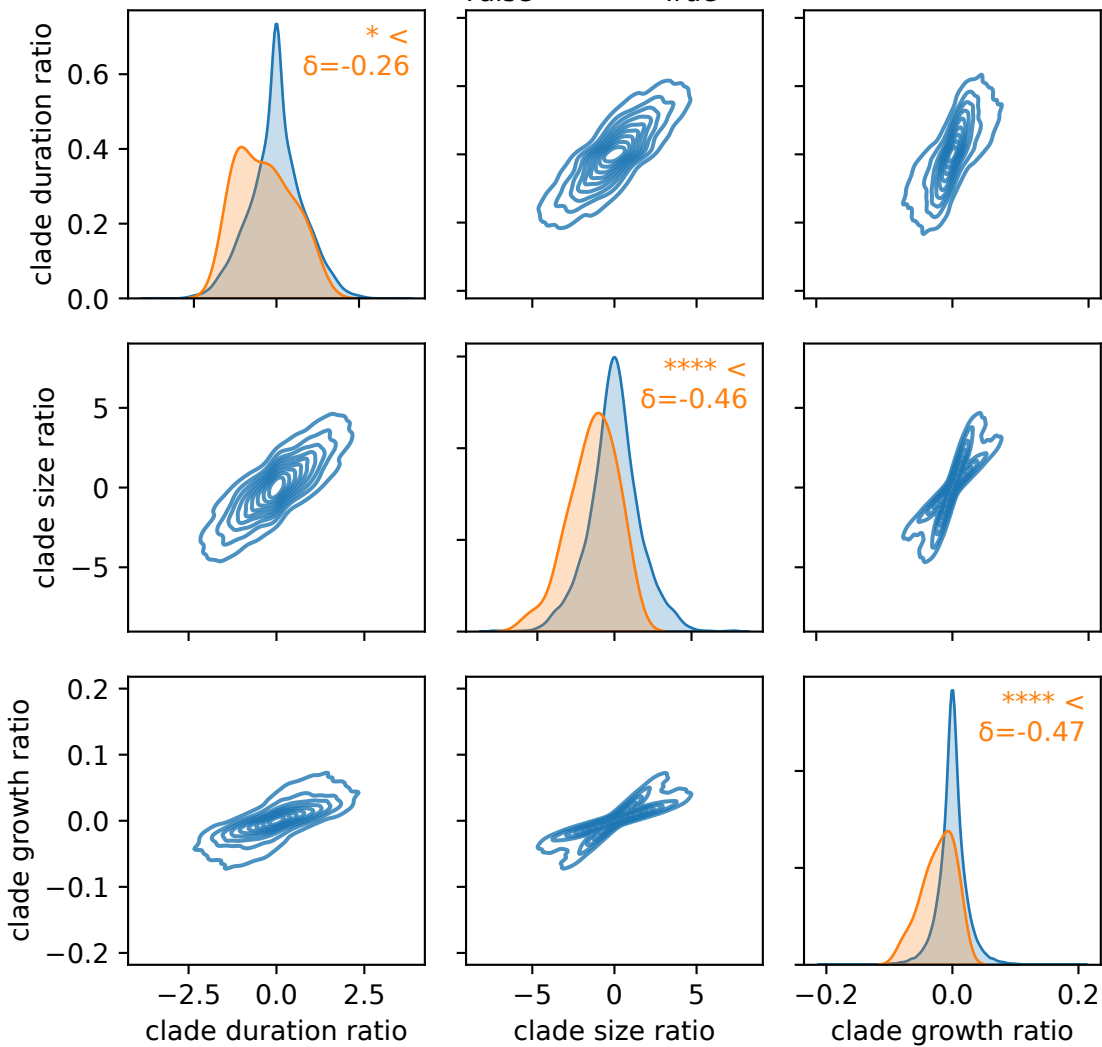 clade duration ratio
0.6
0.4
0.2
0.0
* <
δ=-0.26
clade size ratio
5
0
−5
**** <
δ=-0.46
clade growth ratio
0.2
0.1
0.0
−0.1
−0.2
**** <
δ=-0.47
−2.5 0.0 2.5
−5 0 5
−0.2 0.0 0.2
clade duration ratio
clade size ratio
clade growth ratio